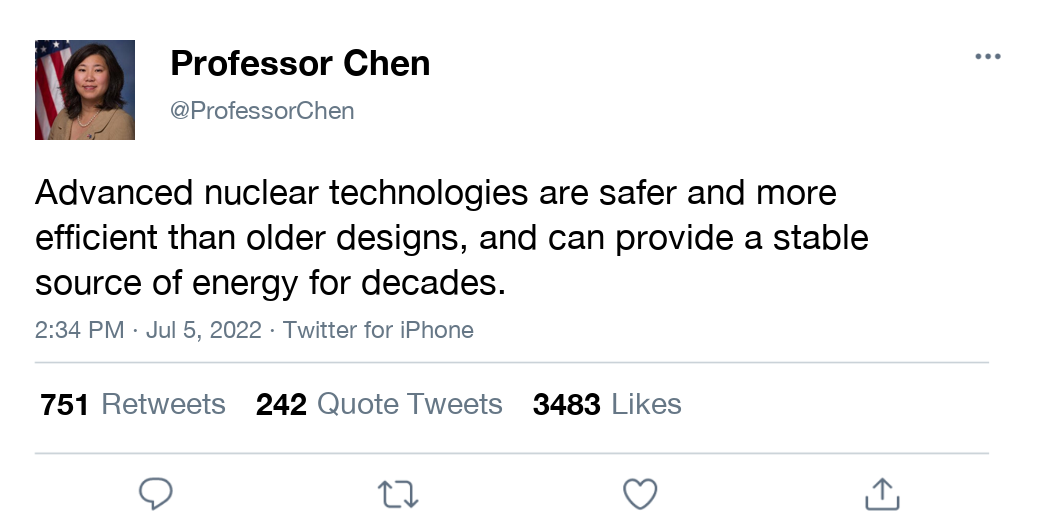 Professor Chen
@ProfessorChen
Advanced nuclear technologies are safer and more
efficient than older designs, and can provide a stable
source of energy for decades.
2:34 PM · Jul 5, 2022 · Twitter for iPhone
751 Retweets 242 Quote Tweets 3483 Likes